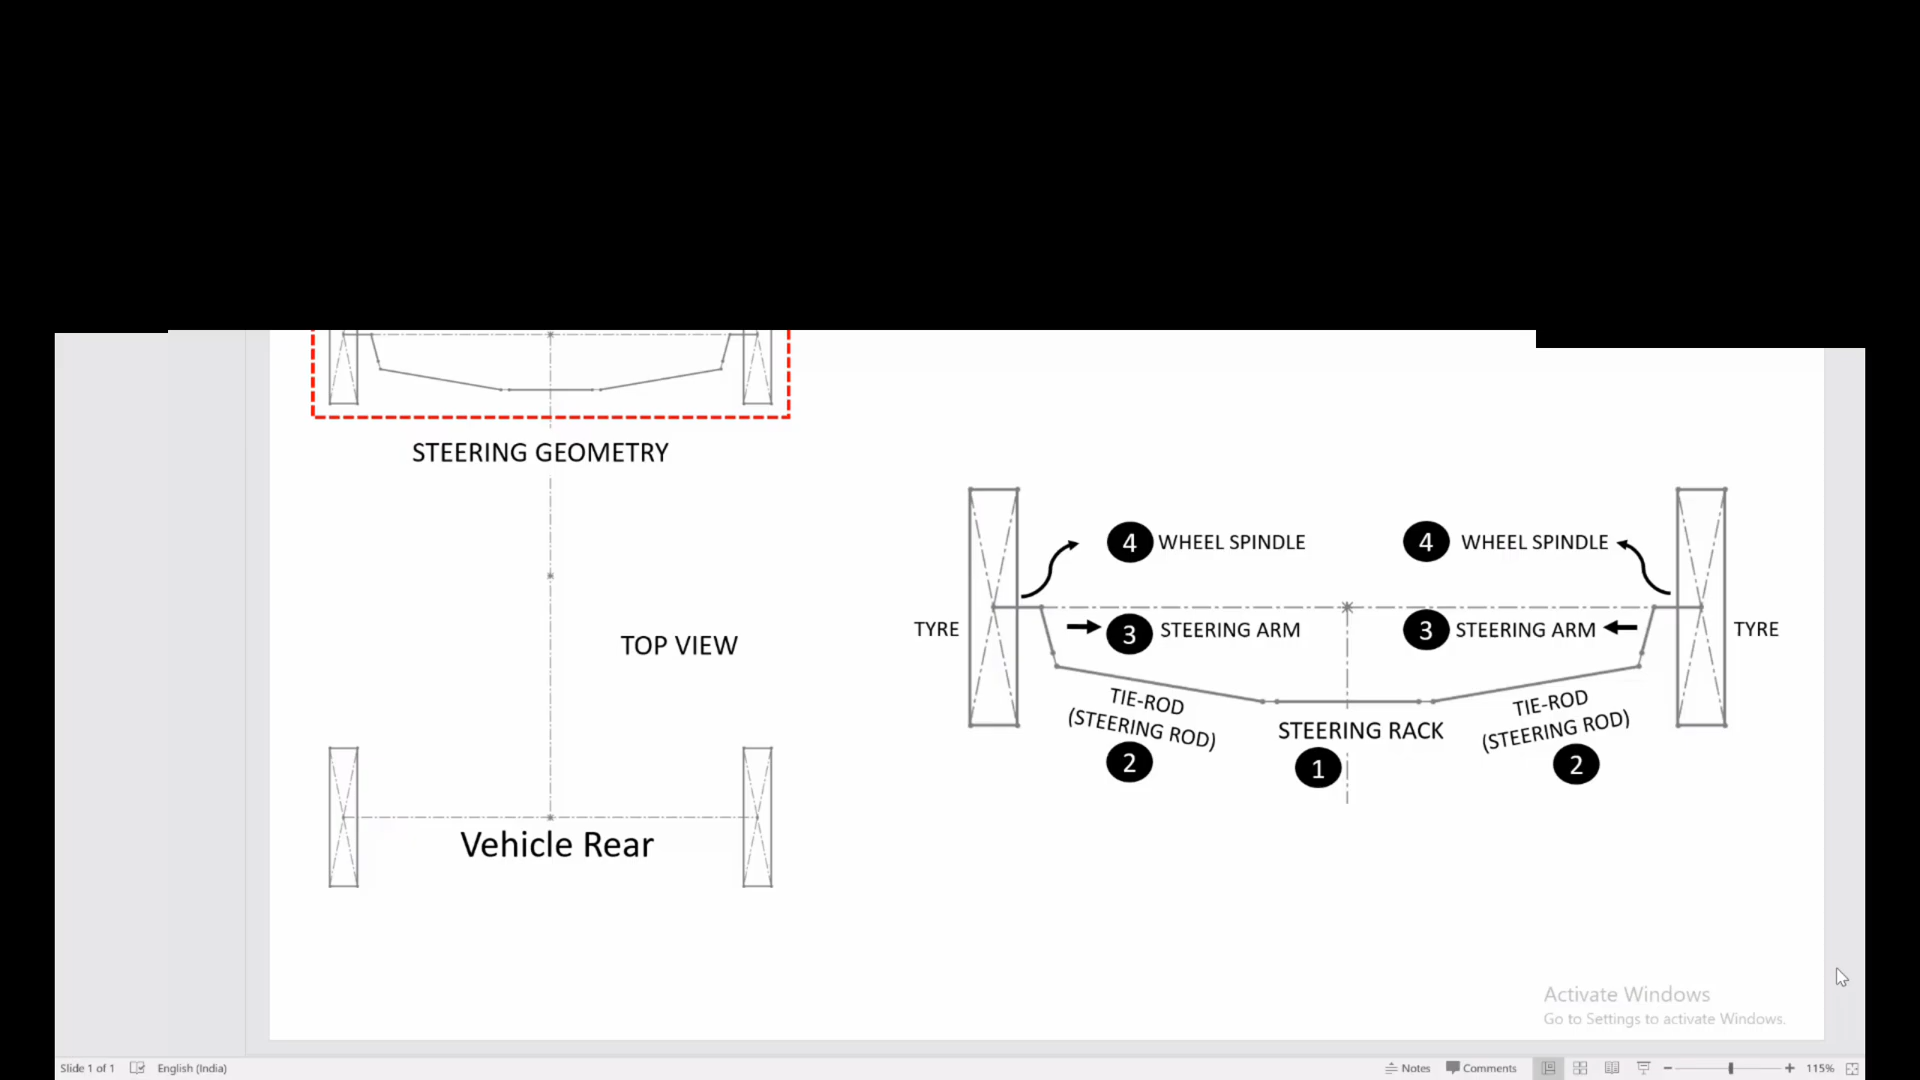 STEERING GEOMETRY
TOP VIEW
Vehicle Rear
4 WHEEL SPINDLE
4 WHEEL SPINDLE
TYRE
3 STEERING ARM
3 STEERING ARM
TYRE
TIE-ROD
(STEERING ROD)
2
STEERING RACK
1
TIE-ROD
(STEERING ROD)
2
Activate Windows
Go to Settings to activate Windows.
Slide 1 of 1
English (India)
Notes
Comments
115%